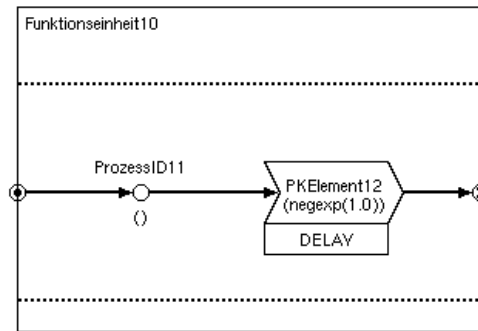 Funktionseinheit10
ProzessID11
()
PKElement12
(negexp(1.0))
DELAY